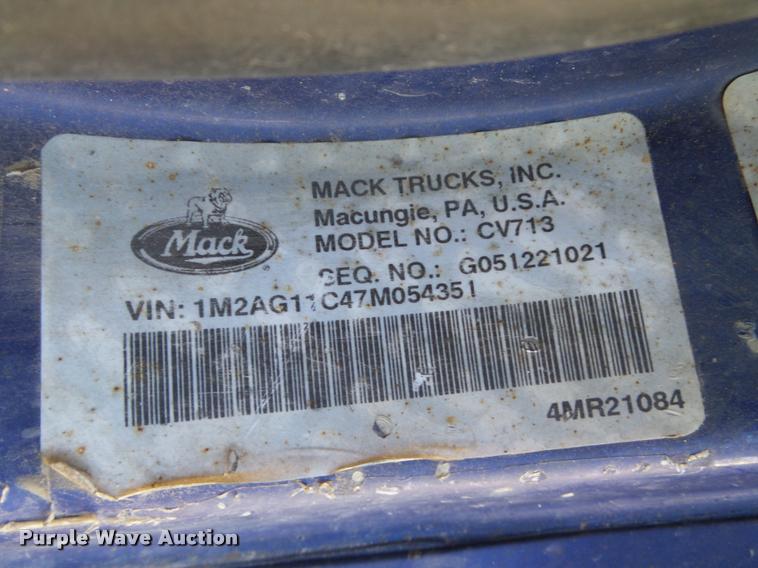 MACK TRUCKS, INC.
Macungie, PA, U.S.A.
MODEL NO.: CV713
Mack
SEQ. NO.: G051221021
VIN: 1M2AG11C47M054351
4MR21084
Purple Wave Auction